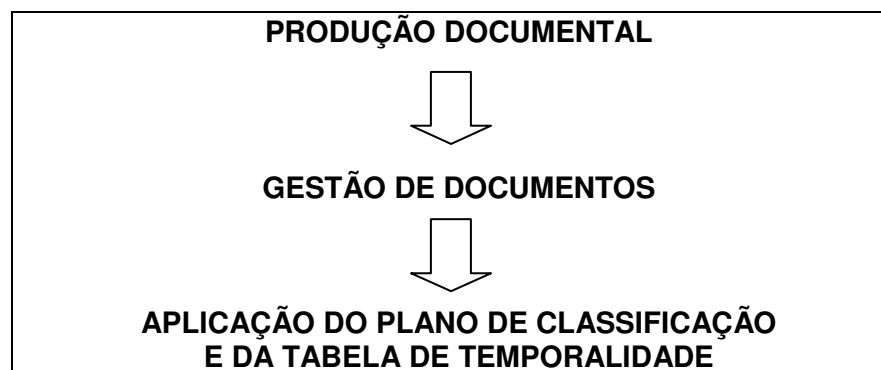 PRODUÇÃO DOCUMENTAL
GESTÃO DE DOCUMENTOS
APLICAÇÃO DO PLANO DE CLASSIFICAÇÃO
E DA TABELA DE TEMPORALIDADE